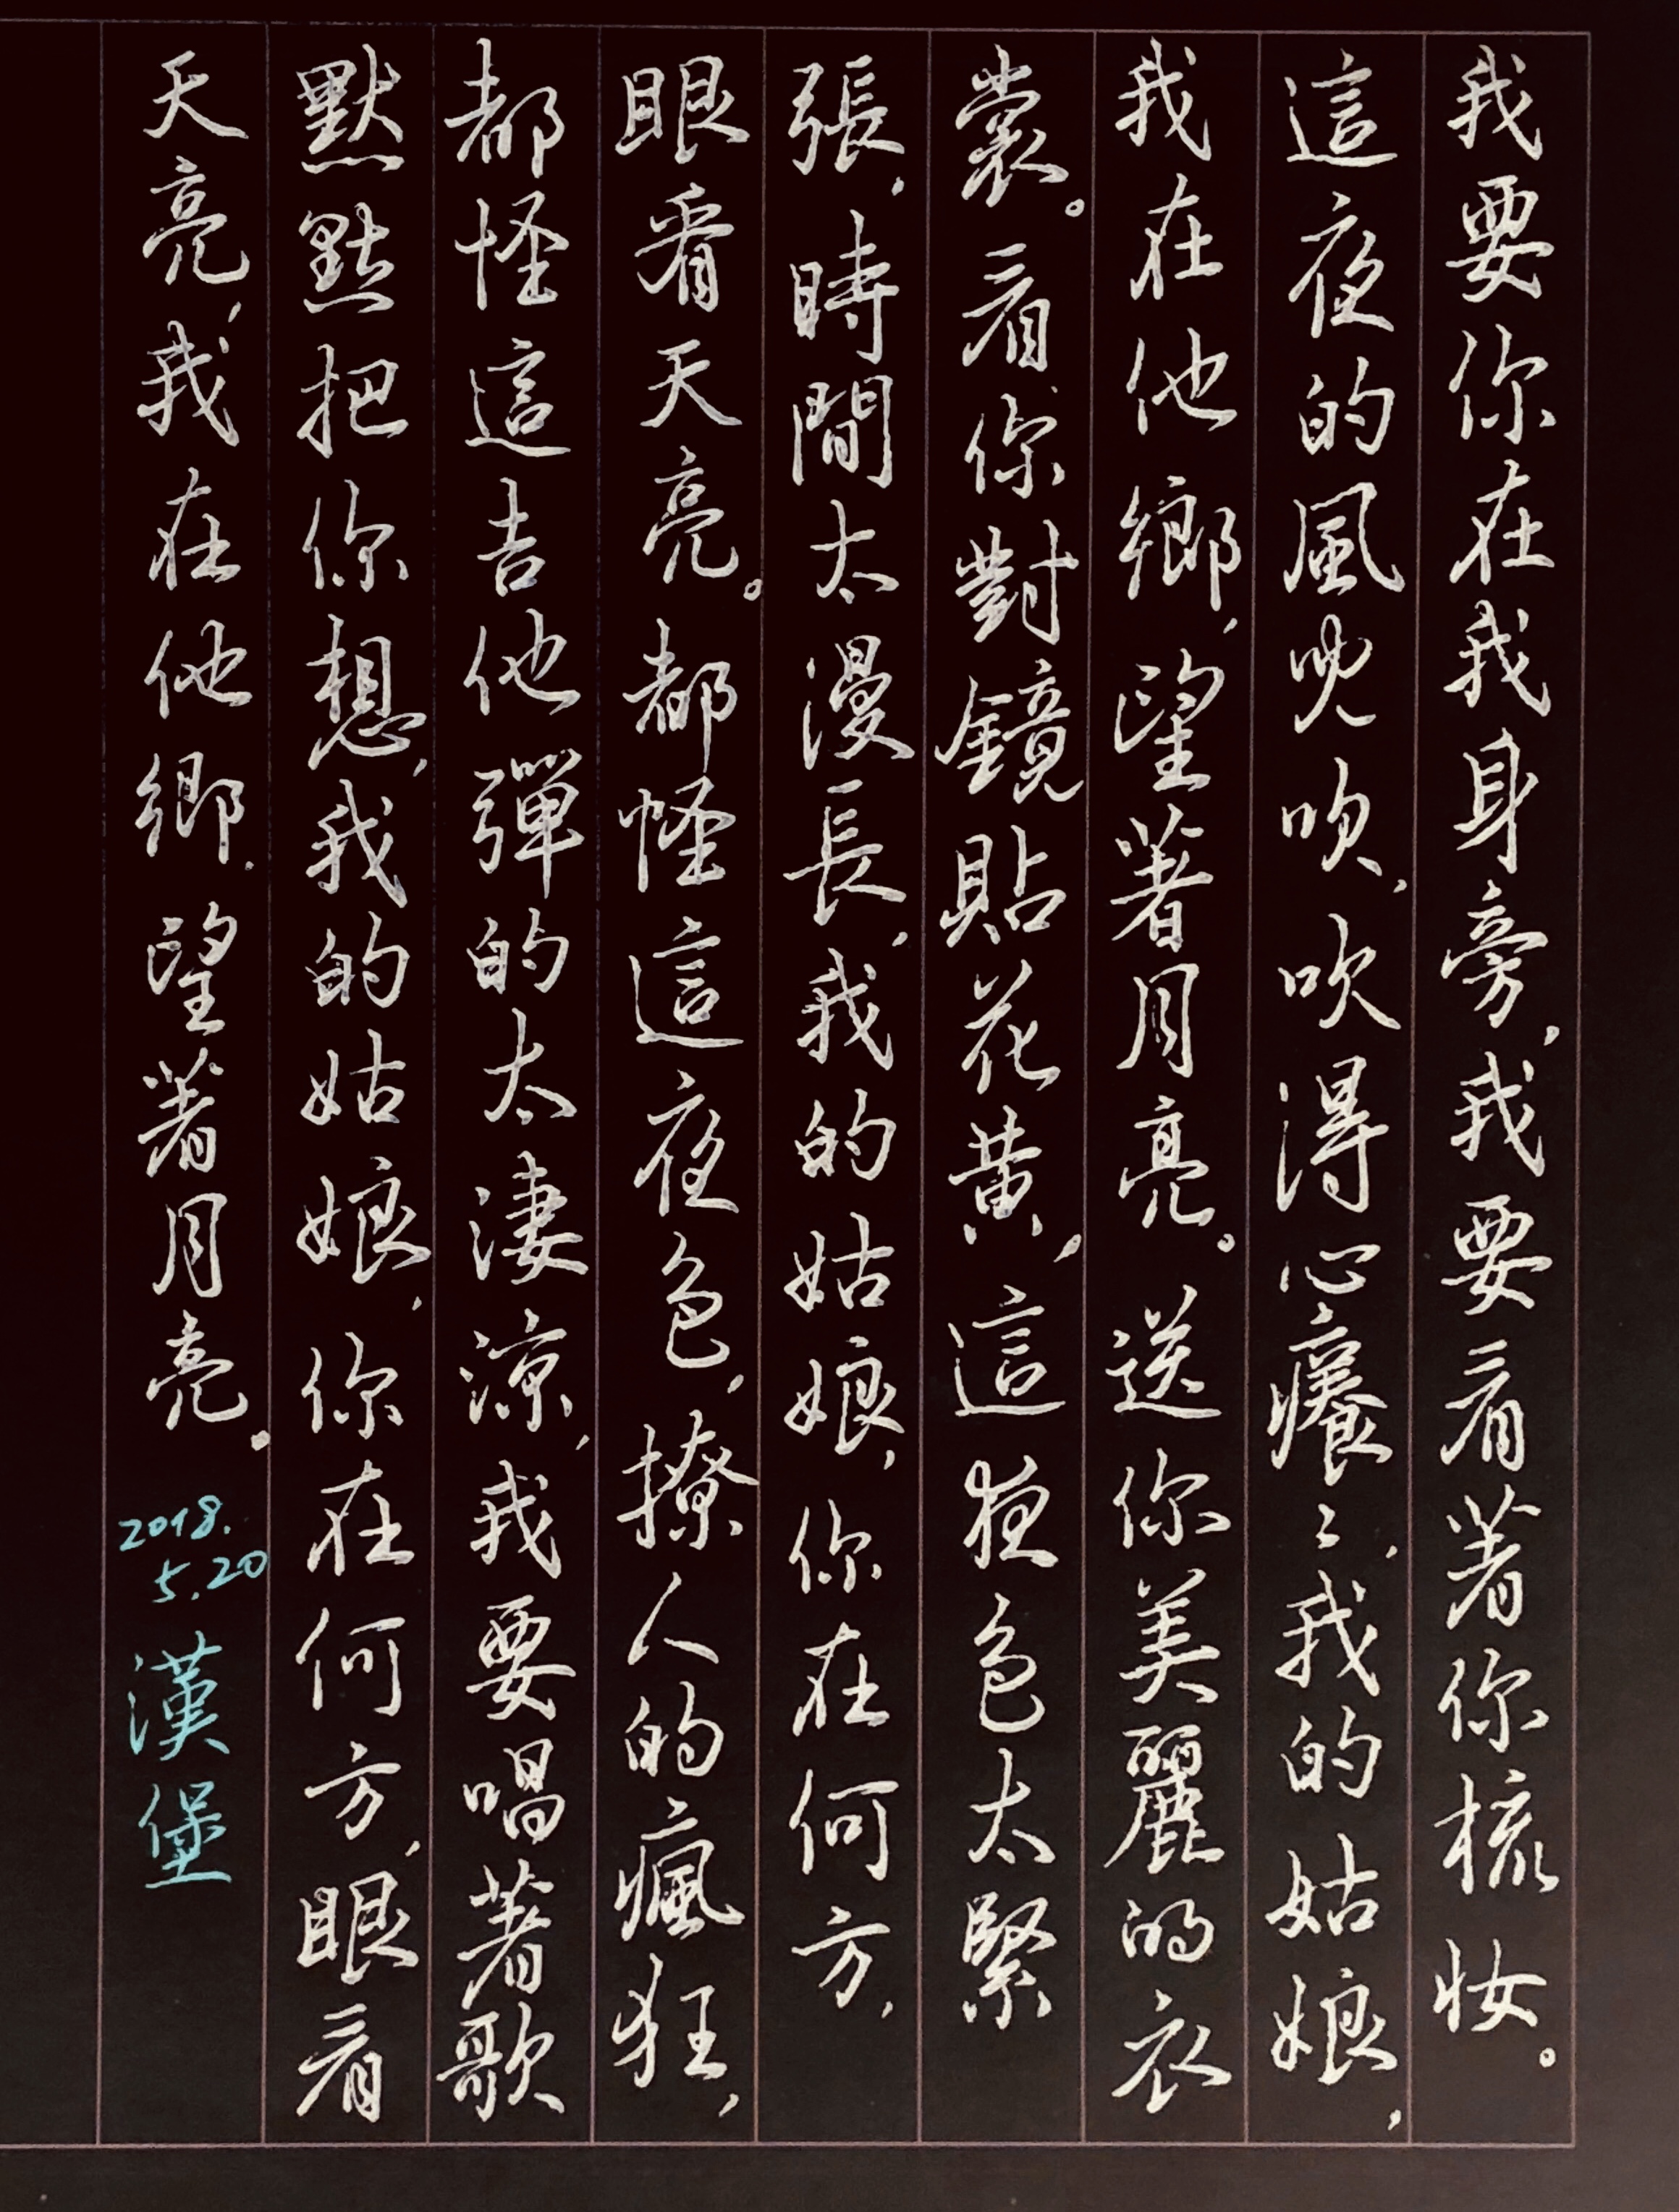 我要你在我身旁，我要看著你梳妝。
這夜的風兒吹，吹得心癢癢，我的姑娘，
我在他鄉，望著月亮。送你美麗的衣
裳。看你對鏡貼花黃，這夜色太緊
張，時間太漫長，我的姑娘，你在何方，
眼看天亮。都怪這夜色，撩人的瘋狂，
都怪這吉他彈的太淒涼，我要唱著歌
默默把你想，我的姑娘，你在何方，眼看
天亮，我在他鄉，望著月亮。
2018.
5.20
漢堡